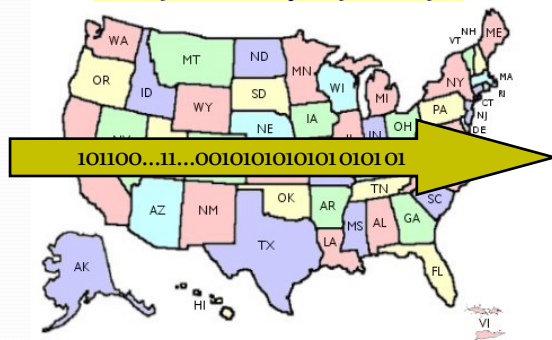 WA
MT
ND
MN
VT NH ME
OR
ID
WY
SD
WI
MI
NY
MA
RI
CT
NJ
DE
IA
NE
PA
OH
IN
101100...11...0010101010101 0101 01
AZ
NM
OK
AR
TN
SC
MS
AL
GA
TX
LA
FL
AK
HI
VI